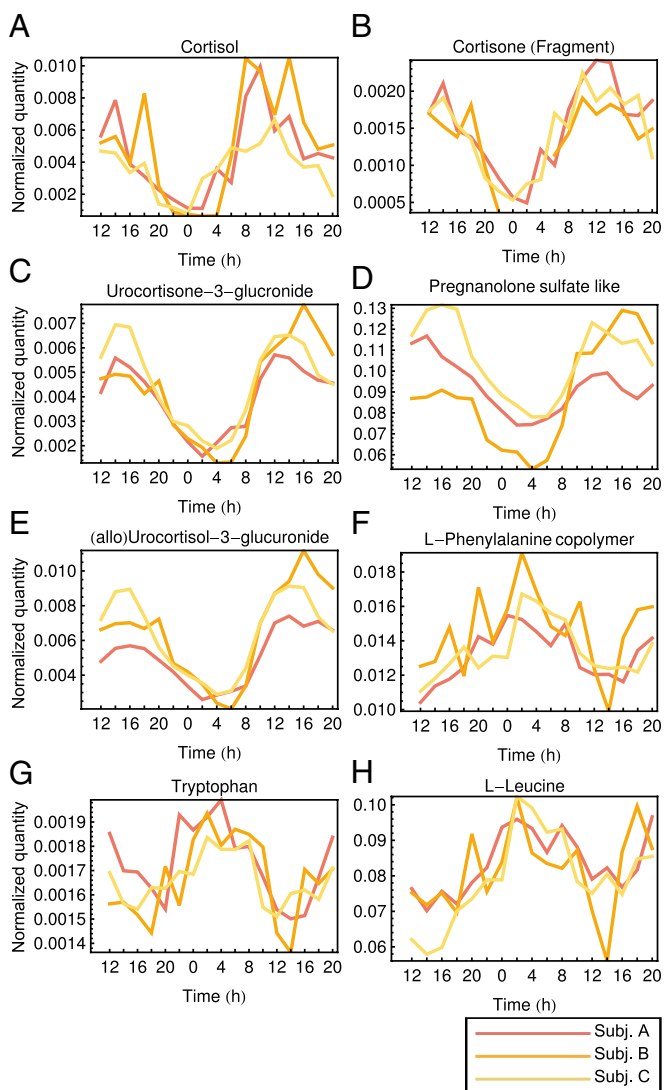 A
Cortisol
Normalized quantity
0.010
0.008
0.006
0.004
0.002
12 16 20 0 4 8 12 16 20
Time (h)
B
Cortisone (Fragment)
0.0020
0.0015
0.0010
0.0005
12 16 20 0 4 8 12 16 20
Time (h)
C
Urocortisone-3-glucronide
Normalized quantity
0.007
0.006
0.005
0.004
0.003
0.002
12 16 20 0 4 8 12 16 20
Time (h)
D
Pregnanolone sulfate like
0.13
0.12
0.11
0.10
0.09
0.08
0.07
0.06
12 16 20 0 4 8 12 16 20
Time (h)
E
(allo)Urocortisol-3-glucuronide
Normalized quantity
0.010
0.008
0.006
0.004
12 16 20 0 4 8 12 16 20
Time (h)
F
L-Phenylalanine copolymer
0.018
0.016
0.014
0.012
0.010
12 16 20 0 4 8 12 16 20
Time (h)
G
Tryptophan
Normalized quantity
0.0019
0.0018
0.0017
0.0016
0.0015
0.0014
12 16 20 0 4 8 12 16 20
Time (h)
H
L-Leucine
0.10
0.09
0.08
0.07
0.06
12 16 20 0 4 8 12 16 20
Time (h)
Subj. A
Subj. B
Subj. C